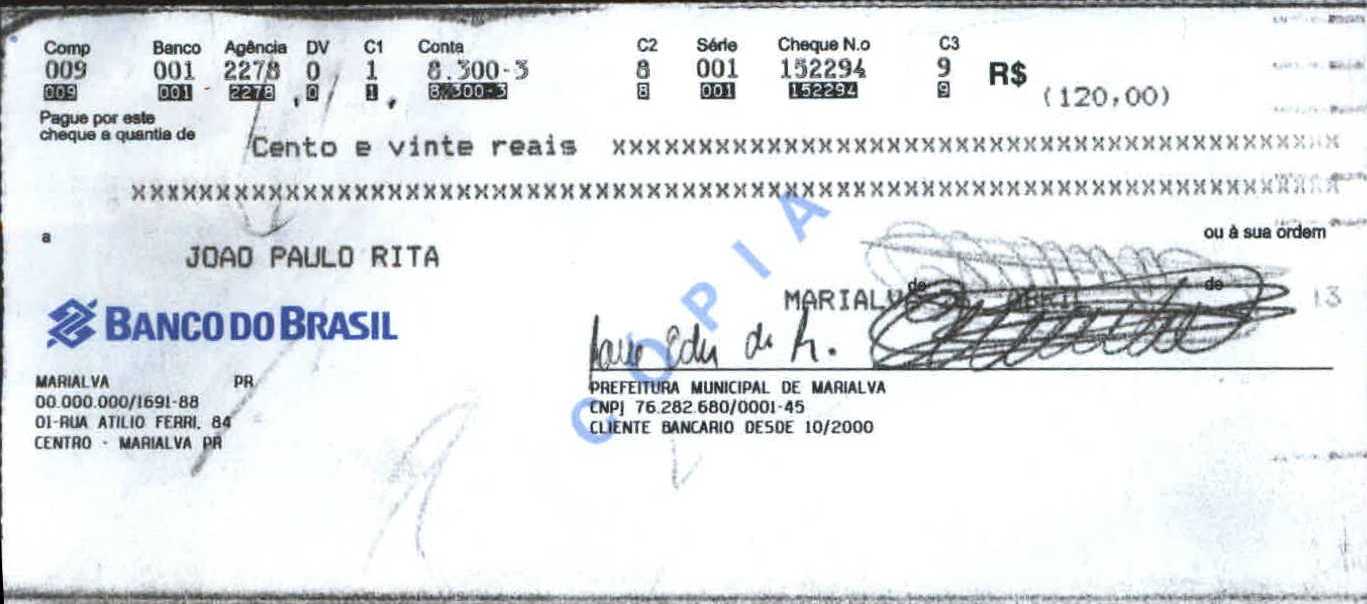 Comp Banco Agência DV C1 Conta C2 Série Cheque N.o C3
009 001 2278 0 1 8.300-3 8 001 152294 9 R$
009 001 2278 0 1 8.300-3 8 001 152294 9
(120,00)
Pague por este
cheque a quantia de
Cento e vinte reais xxxxxxxxxxxxxxxxxxxxxxxxxxxxxxxxxxxxxxxxxxx
xxxxxxxxxxxxxxxxxxxxxxxxxxxxxxxxxxxxxxxxxxxxxxxxxxxxxxxxxxxxxxxxxxxxxx
a JOAO PAULO RITA ou à sua ordem
MARIALVA de ABRIL de 13
BANCO DO BRASIL
COPIA
MARIALVA PR
00.000.000/1691-88
01-RUA ATILIO FERRI, 84
CENTRO - MARIALVA PR
PREFEITURA MUNICIPAL DE MARIALVA
CNPJ 76.282.680/0001-45
CLIENTE BANCARIO DESDE 10/2000